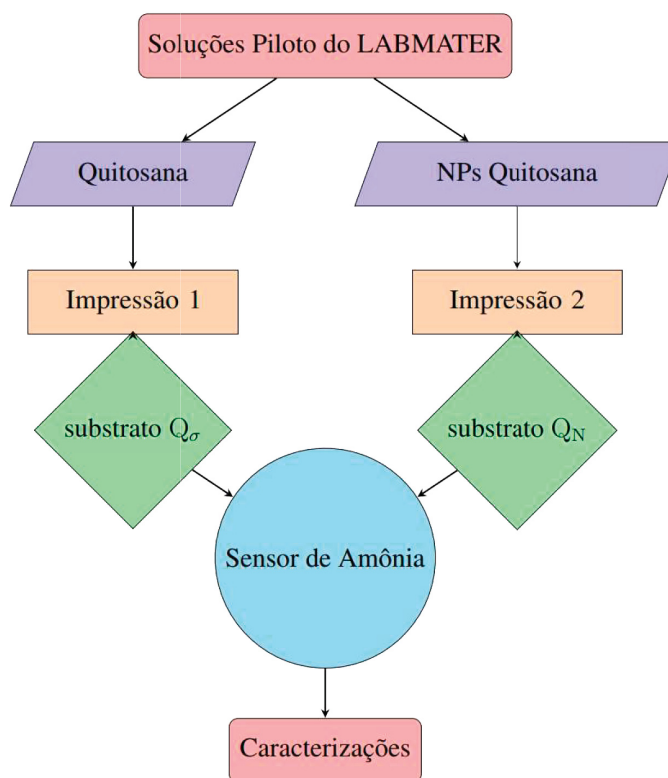 Soluções Piloto do LABMATER
Quitosana
NPs Quitosana
Impressão 1
Impressão 2
substrato Qσ
substrato QN
Sensor de Amônia
Caracterizações